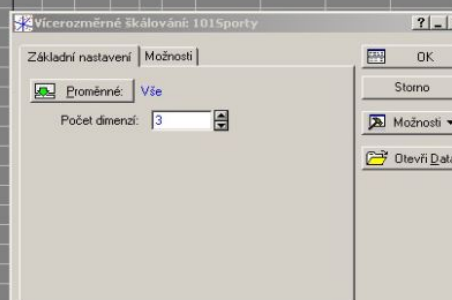 Vícerozměrné škálování: 101Sporty
Základní nastavení Možnosti
OK
Proměnné: Vše
Storno
Počet dimenzí: 3
Možnosti
Otevři Data